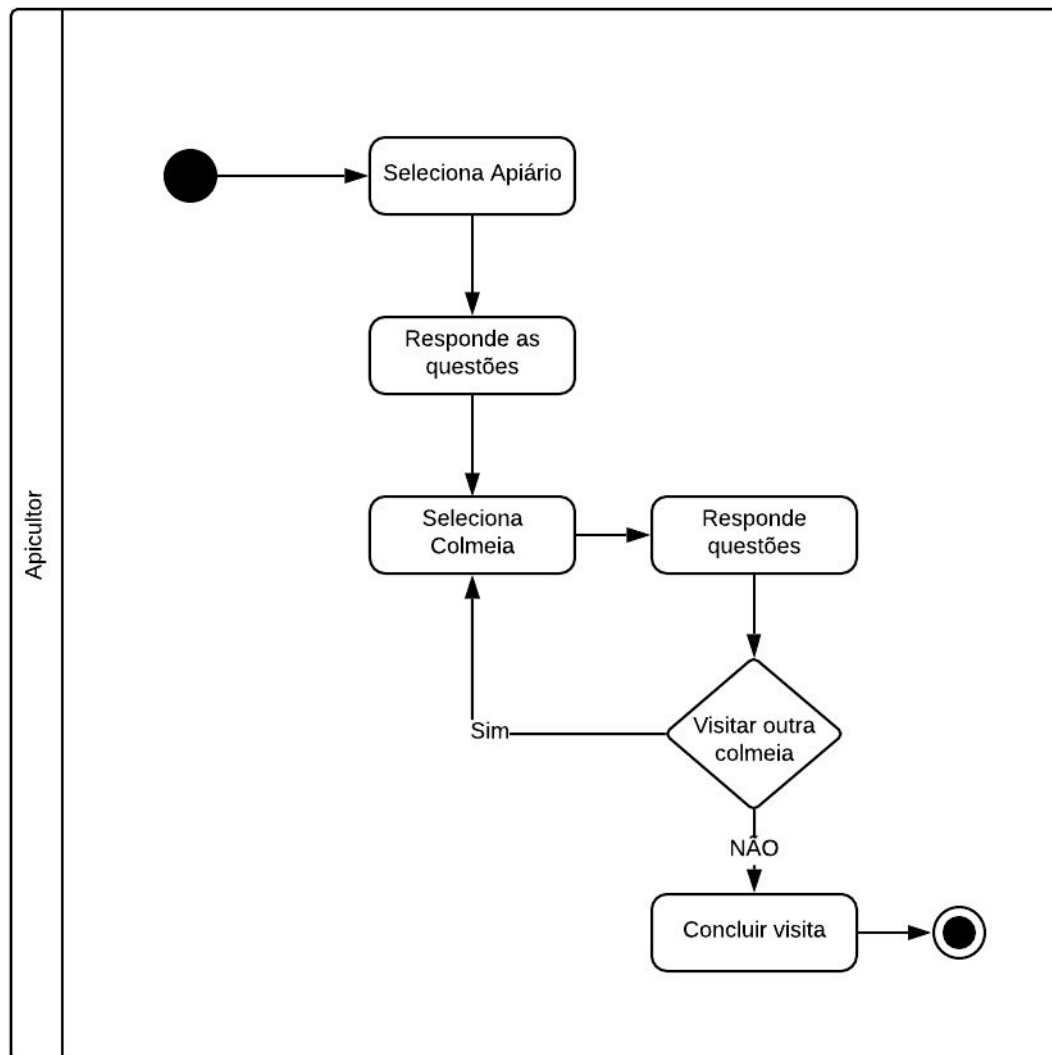 Apicultor
Seleciona Apiário
Responde as
questões
Seleciona
Colmeia
Responde
questões
Visitar outra
colmeia
Sim
NÃO
Concluir visita